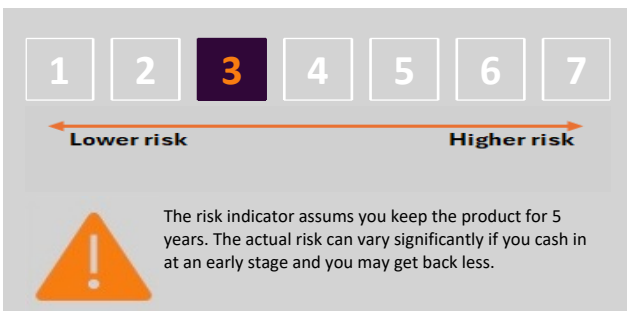 1 2 3 4 5 6 7
Lower risk Higher risk
The risk indicator assums you keep the product for 5
years. The actual risk can vary significantly if you cash in
at an early stage and you may get back less.